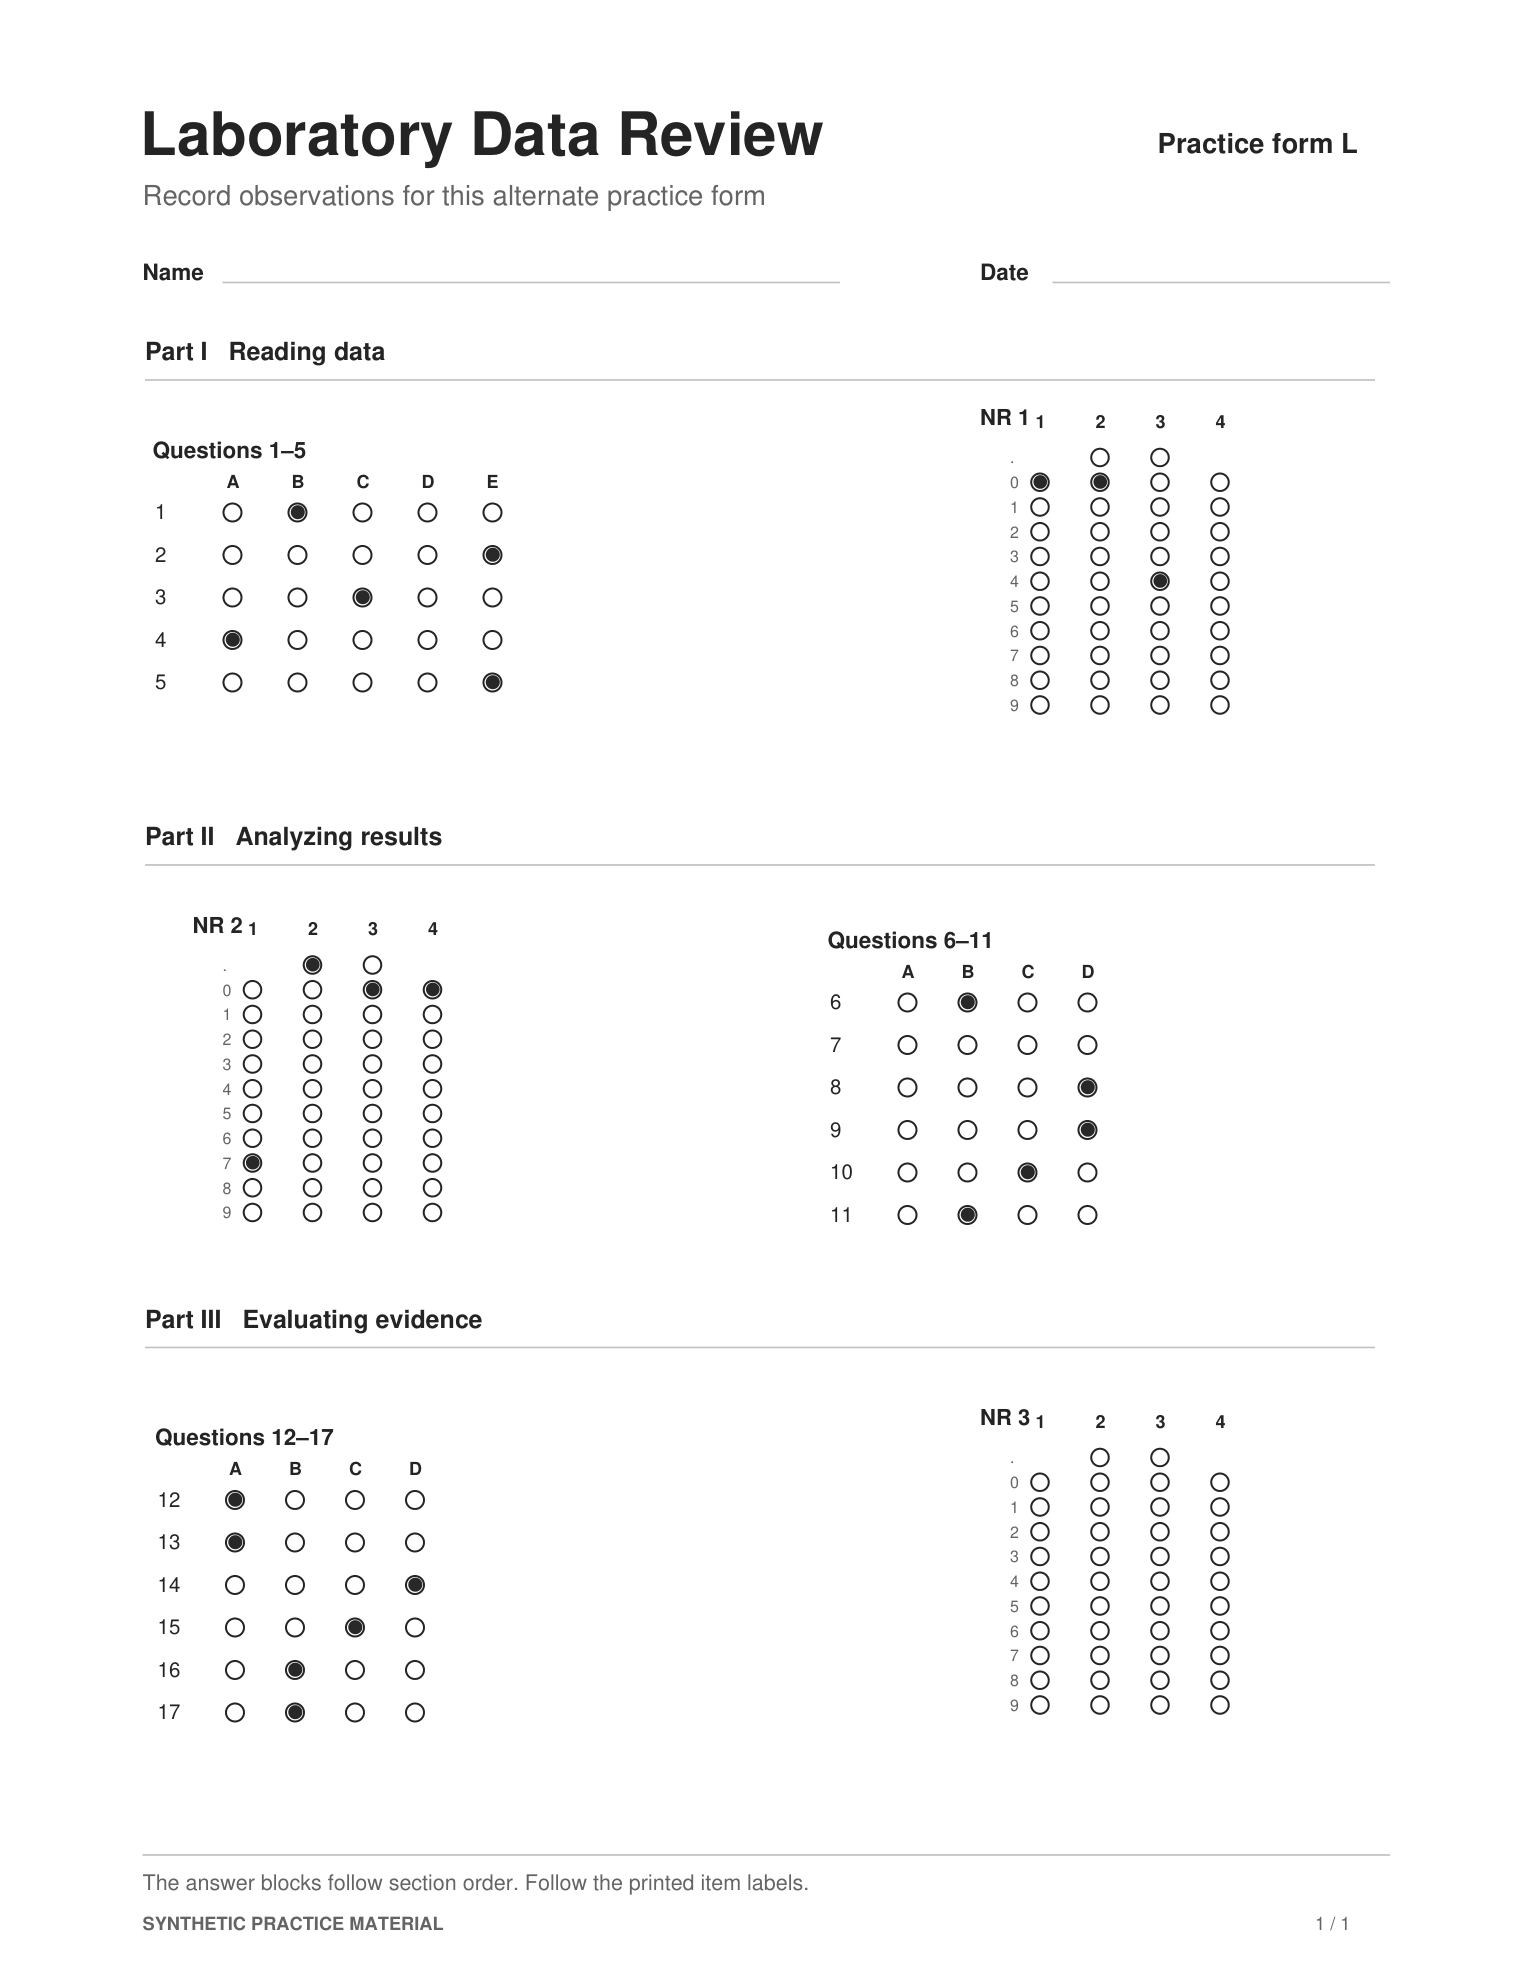 Laboratory Data Review
Practice form L
Record observations for this alternate practice form
Name
Date
Part I Reading data
Questions 1–5
A B C D E
1
2
3
4
5
NR 1 1 2 3 4
.
0
1
2
3
4
5
6
7
8
9
Part II Analyzing results
NR 2 1 2 3 4
.
0
1
2
3
4
5
6
7
8
9
Questions 6–11
A B C D
6
7
8
9
10
11
Part III Evaluating evidence
Questions 12–17
A B C D
12
13
14
15
16
17
NR 3 1 2 3 4
.
0
1
2
3
4
5
6
7
8
9
The answer blocks follow section order. Follow the printed item labels.
SYNTHETIC PRACTICE MATERIAL
1 / 1